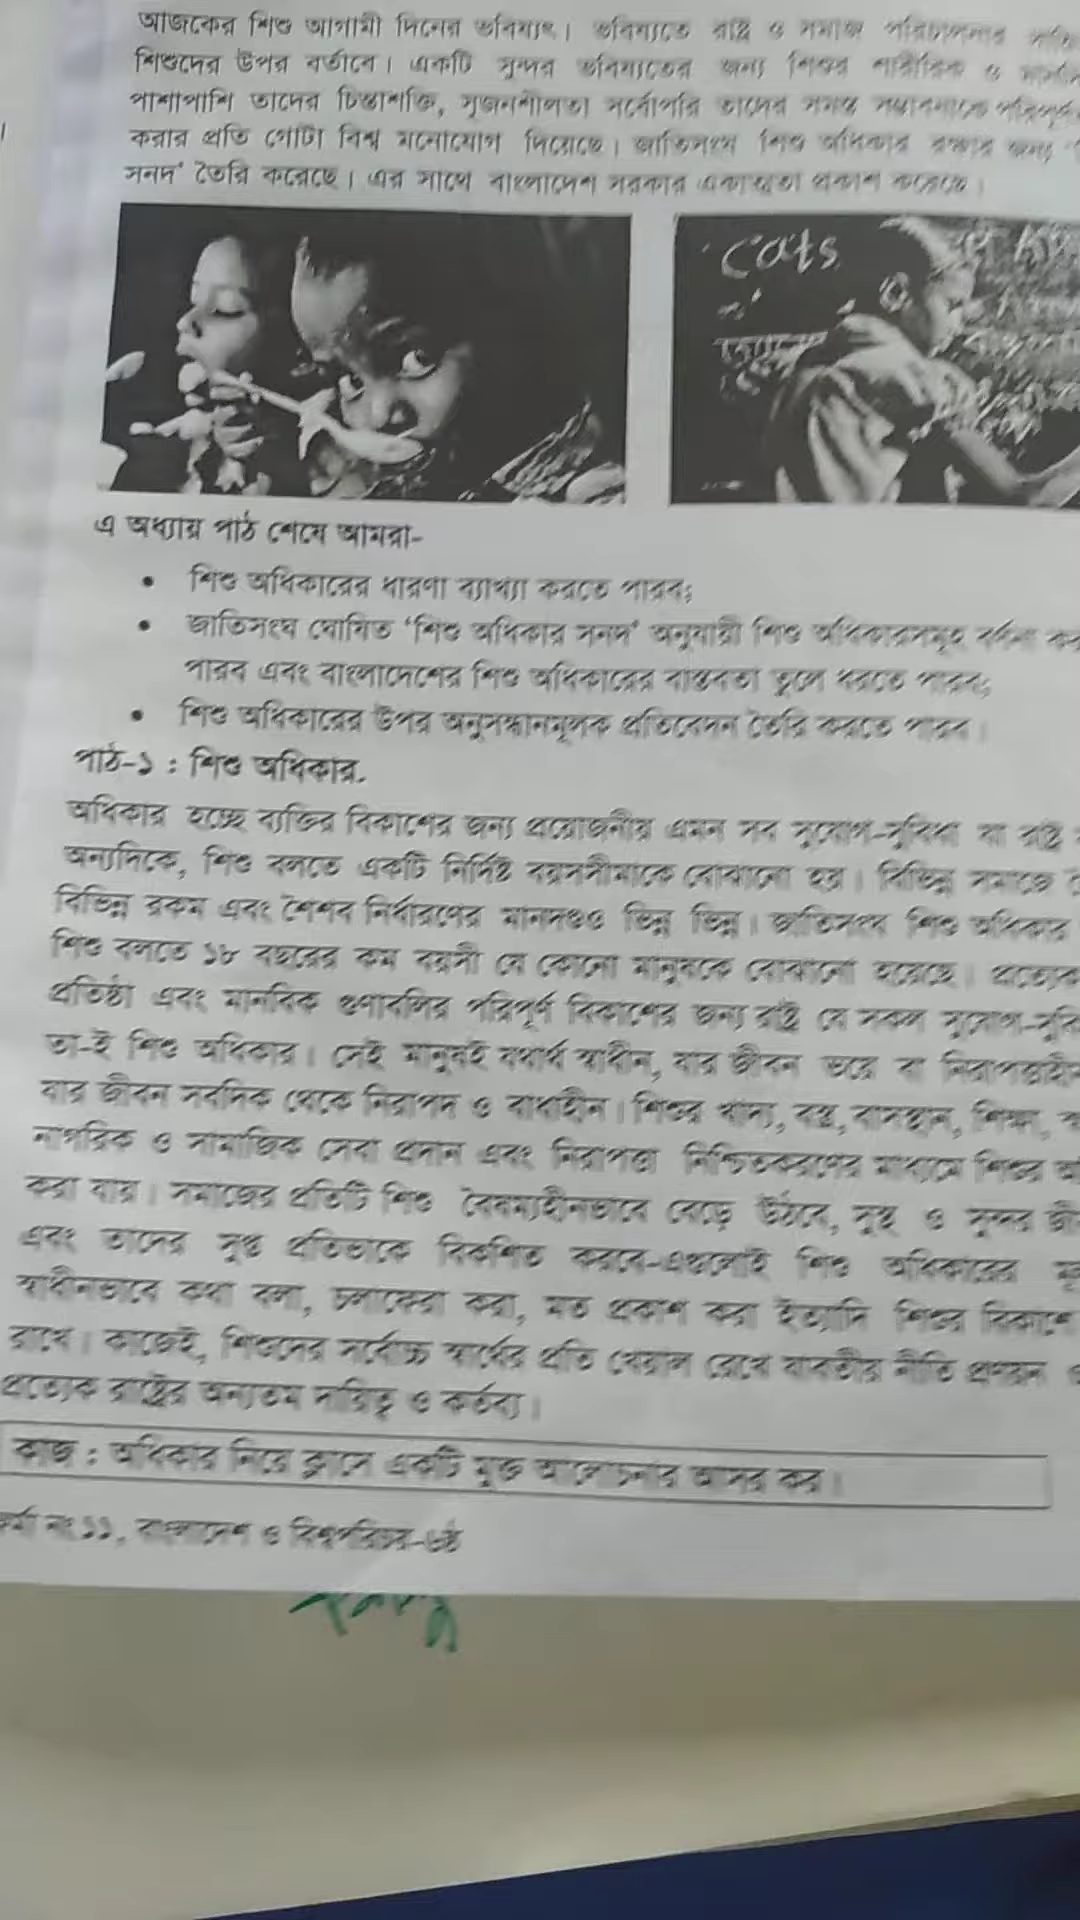 আজকের শিশু আগামী দিনের ভবিষ্যৎ। ভবিষ্যতে রাষ্ট্র ও সমাজ পরিচালনার
শিশুদের উপর বর্তাবে। একটি সুন্দর ভবিষ্যতের জন্য শিশুর শারীরিক ও
পাশাপাশি তাদের চিন্তাশক্তি, সৃজনশীলতা সর্বোপরি তাদের সমস্ত সম্ভাবনাকে
করার প্রতি গোটা বিশ্ব মনোযোগ দিয়েছে। জাতিসংঘ শিশু অধিকার রক্ষার জন্য
সনদ' তৈরি করেছে। এর সাথে বাংলাদেশ সরকার একাত্মতা প্রকাশ করেছে।
cats
এ অধ্যায় পাঠ শেষে আমরা-
• শিশু অধিকারের ধারণা ব্যাখ্যা করতে পারব;
• জাতিসংঘ ঘোষিত 'শিশু অধিকার সনদ' অনুযায়ী শিশু অধিকারসমূহ বর্ণনা
পারব এবং বাংলাদেশের শিশু অধিকারের বাস্তবতা তুলে ধরতে পারব;
• শিশু অধিকারের উপর অনুসন্ধানমূলক প্রতিবেদন তৈরি করতে পারব।
পাঠ-১ : শিশু অধিকার.
অধিকার হচ্ছে ব্যক্তির বিকাশের জন্য প্রয়োজনীয় এমন সব সুযোগ-সুবিধা যা রাষ্ট্র
অন্যদিকে, শিশু বলতে একটি নির্দিষ্ট বয়সসীমাকে বোঝানো হয়। বিভিন্ন সমাজে
বিভিন্ন রকম এবং শৈশব নির্ধারণের মানদণ্ডও ভিন্ন ভিন্ন। জাতিসংঘ শিশু অধিকার
শিশু বলতে ১৮ বছরের কম বয়সী যে কোনো মানুষকে বোঝানো হয়েছে। প্রত্যেক
প্রতিষ্ঠা এবং মানবিক গুণাবলির পরিপূর্ণ বিকাশের জন্য রাষ্ট্র যে সকল সুযোগ-
তা-ই শিশু অধিকার। সেই মানুষই যথার্থ স্বাধীন, যার জীবন ভয়ে বা
যার জীবন সবদিক থেকে নিরাপদ ও বাধাহীন। শিশুর খাদ্য, বস্ত্র, বাসস্থান, শিক্ষা,
নাগরিক ও সামাজিক সেবা প্রদান এবং নিরাপত্তা নিশ্চিতকরণের মাধ্যমে শিশুর
করা যায়। সমাজের প্রতিটি শিশু বৈষম্যহীনভাবে বেড়ে উঠবে, সুস্থ ও সুন্দর
এবং তাদের সুপ্ত প্রতিভাকে বিকশিত করবে-এগুলোই শিশু অধিকারের
স্বাধীনভাবে কথা বলা, চলাফেরা করা, মত প্রকাশ করা ইত্যাদি শিশুর বিকাশে
রাখে। কাজেই, শিশুদের সর্বোচ্চ স্বার্থের প্রতি খেয়াল রেখে যাবতীয় নীতি প্রণয়ন
প্রত্যেক রাষ্ট্রের অন্যতম দায়িত্ব ও কর্তব্য।
কাজ : অধিকার নিয়ে ক্লাসে একটি মুক্ত আলোচনার আসর কর।
নং ১১, বাংলাদেশ ও বিশ্বপরিচয়-৬ষ্ঠ